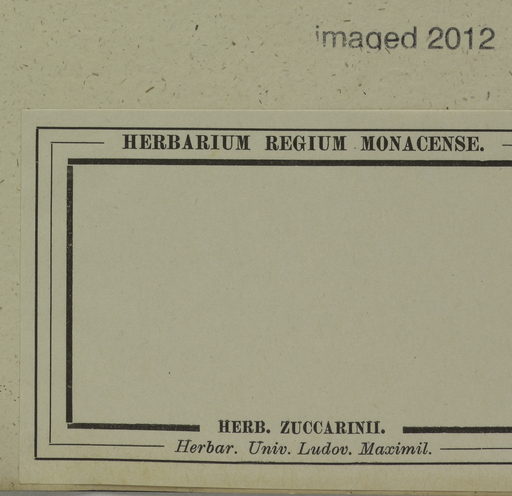 imaged 2012
HERBARIUM REGIUM MONACENSE.
HERB. ZUCCARINII.
Herbar. Univ. Ludov. Maximil.